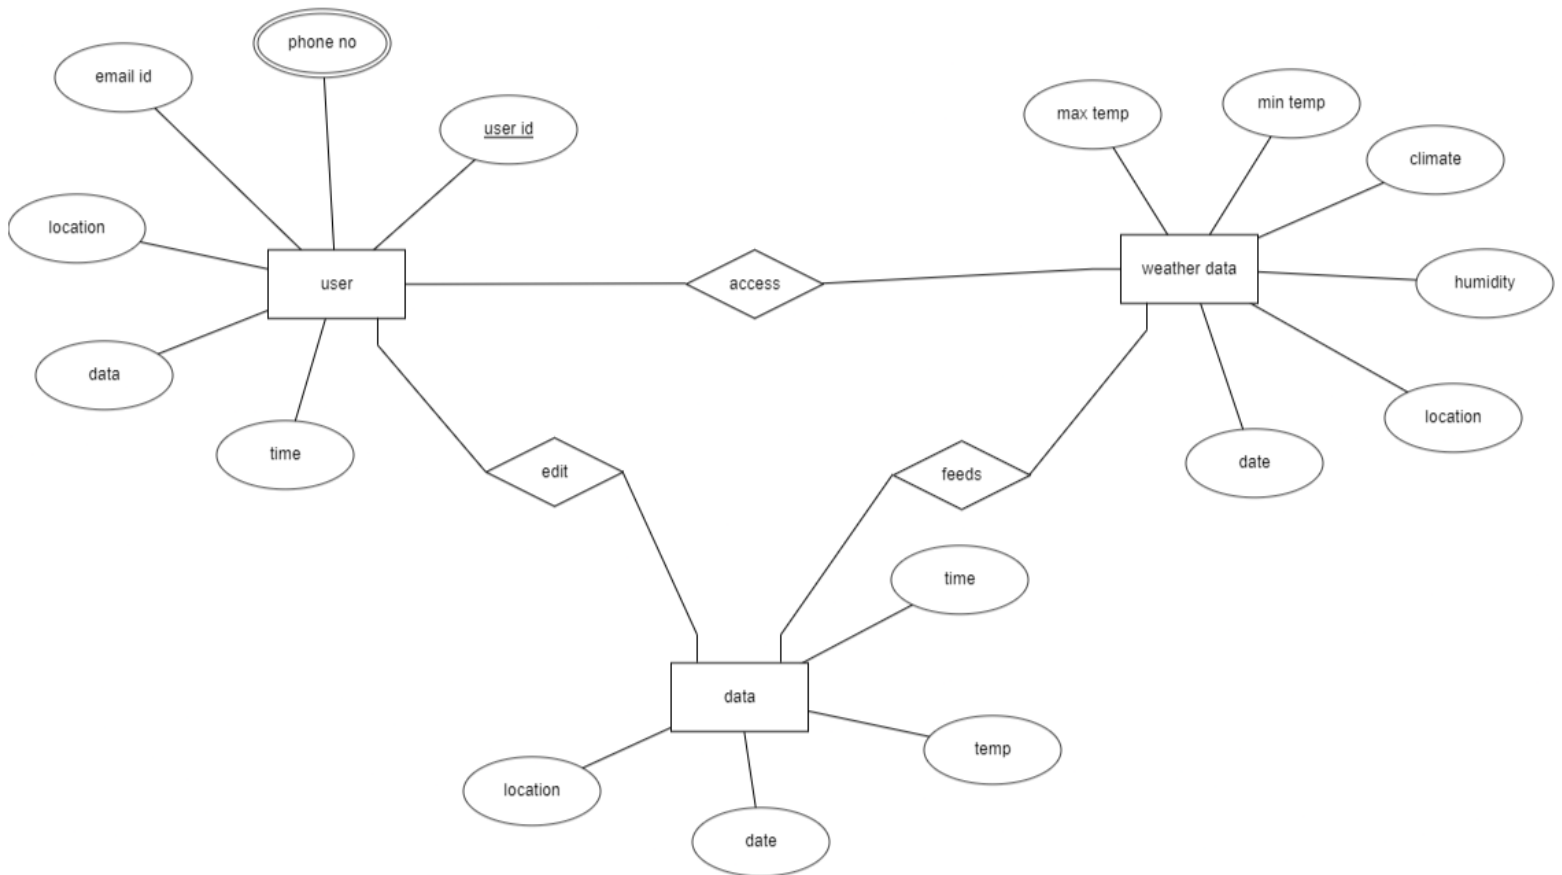 phone no
email id
user id
max temp
min temp
climate
location
user
access
weather data
humidity
data
time
edit
feeds
location
date
time
data
temp
location
date